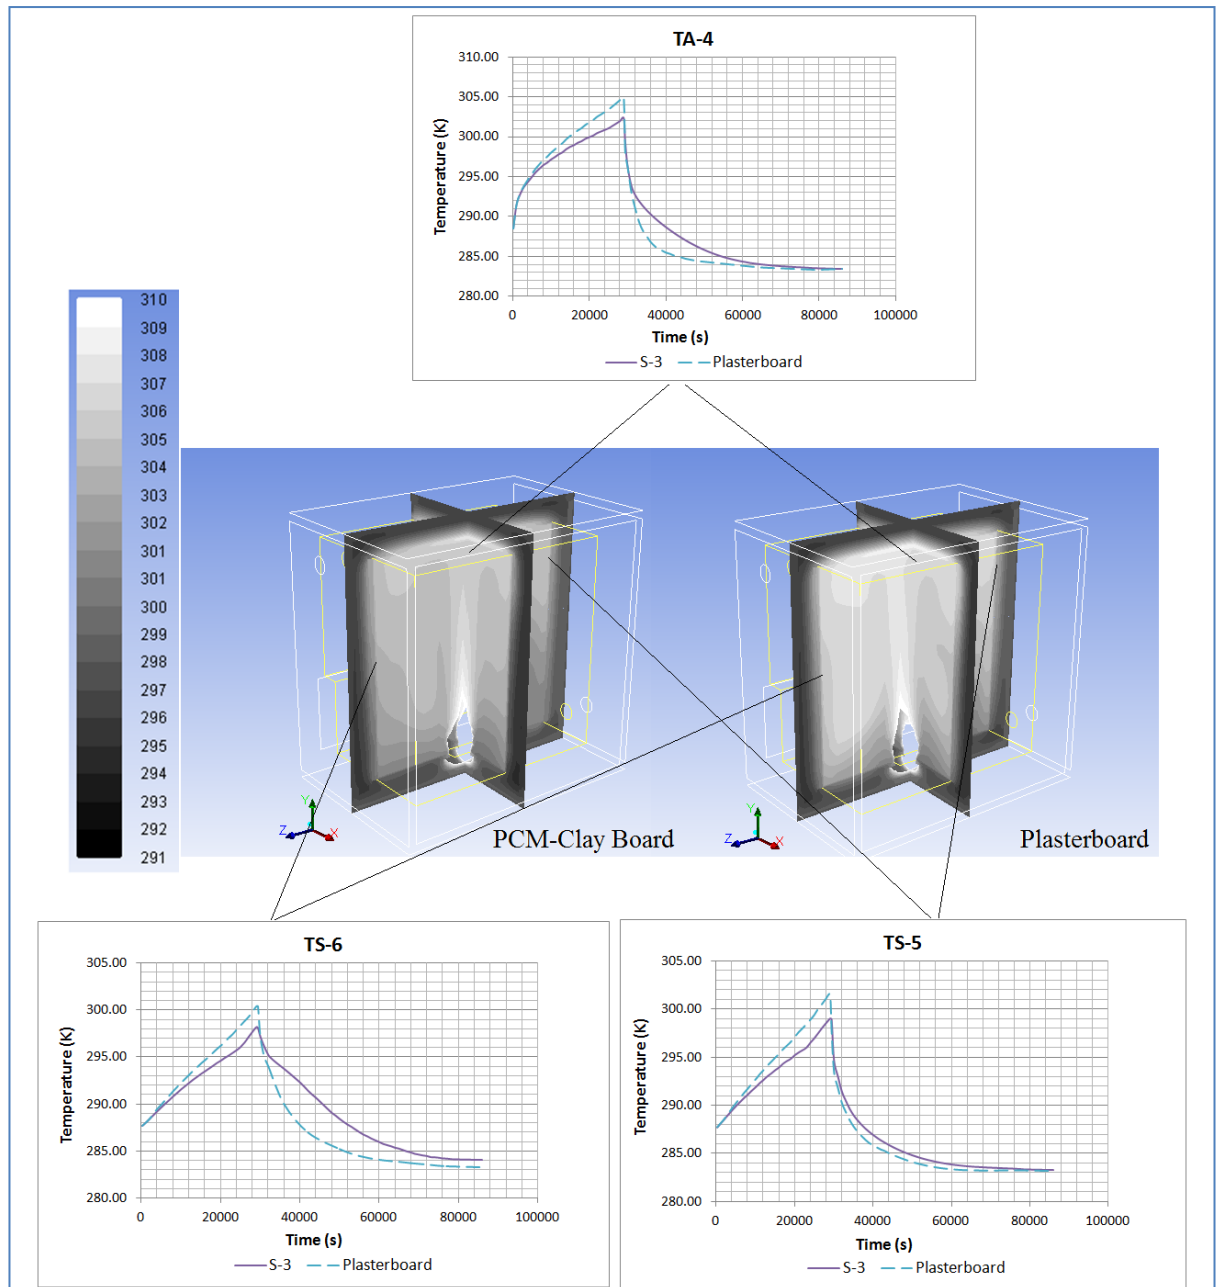 TA-4
310.00
305.00
300.00
295.00
290.00
285.00
280.00
Temperature (K)
0 20000 40000 60000 80000 100000
Time (s)
S-3 Plasterboard
310
309
308
307
306
305
304
303
302
301
301
300
299
298
297
296
295
294
293
292
291
Y
Z X
PCM-Clay Board
Y
Z X
Plasterboard
TS-6
305.00
300.00
295.00
290.00
285.00
280.00
Temperature (K)
0 20000 40000 60000 80000 100000
Time (s)
S-3 Plasterboard
TS-5
305.00
300.00
295.00
290.00
285.00
280.00
Temperature (K)
0 20000 40000 60000 80000 100000
Time (s)
S-3 Plasterboard